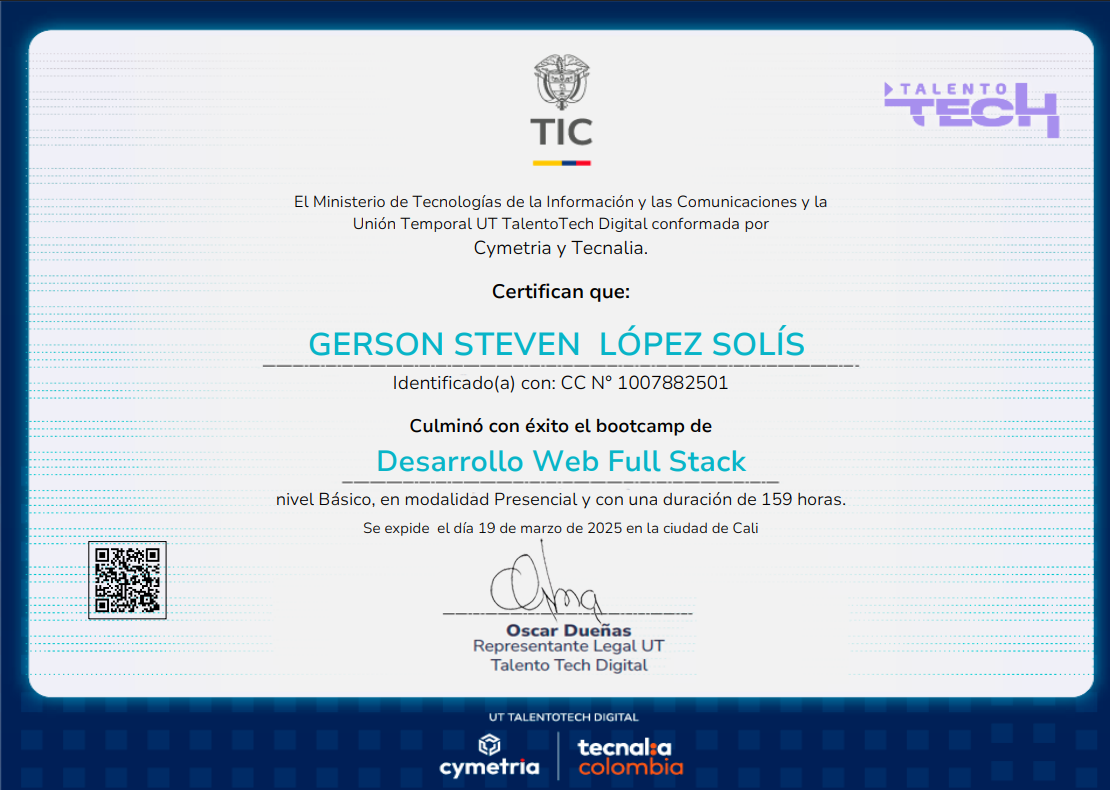 TIC
TALENTO
TECH
El Ministerio de Tecnologías de la Información y las Comunicaciones y la
Unión Temporal UT TalentoTech Digital conformada por
Cymetria y Tecnalia.
Certifican que:
GERSON STEVEN LÓPEZ SOLÍS
Identificado(a) con: CC N° 1007882501
Culminó con éxito el bootcamp de
Desarrollo Web Full Stack
nivel Básico, en modalidad Presencial y con una duración de 159 horas.
Se expide el día 19 de marzo de 2025 en la ciudad de Cali
Oscar Dueñas
Representante Legal UT
Talento Tech Digital
UT TALENTOTECH DIGITAL
cymetria
tecnalia
colombia